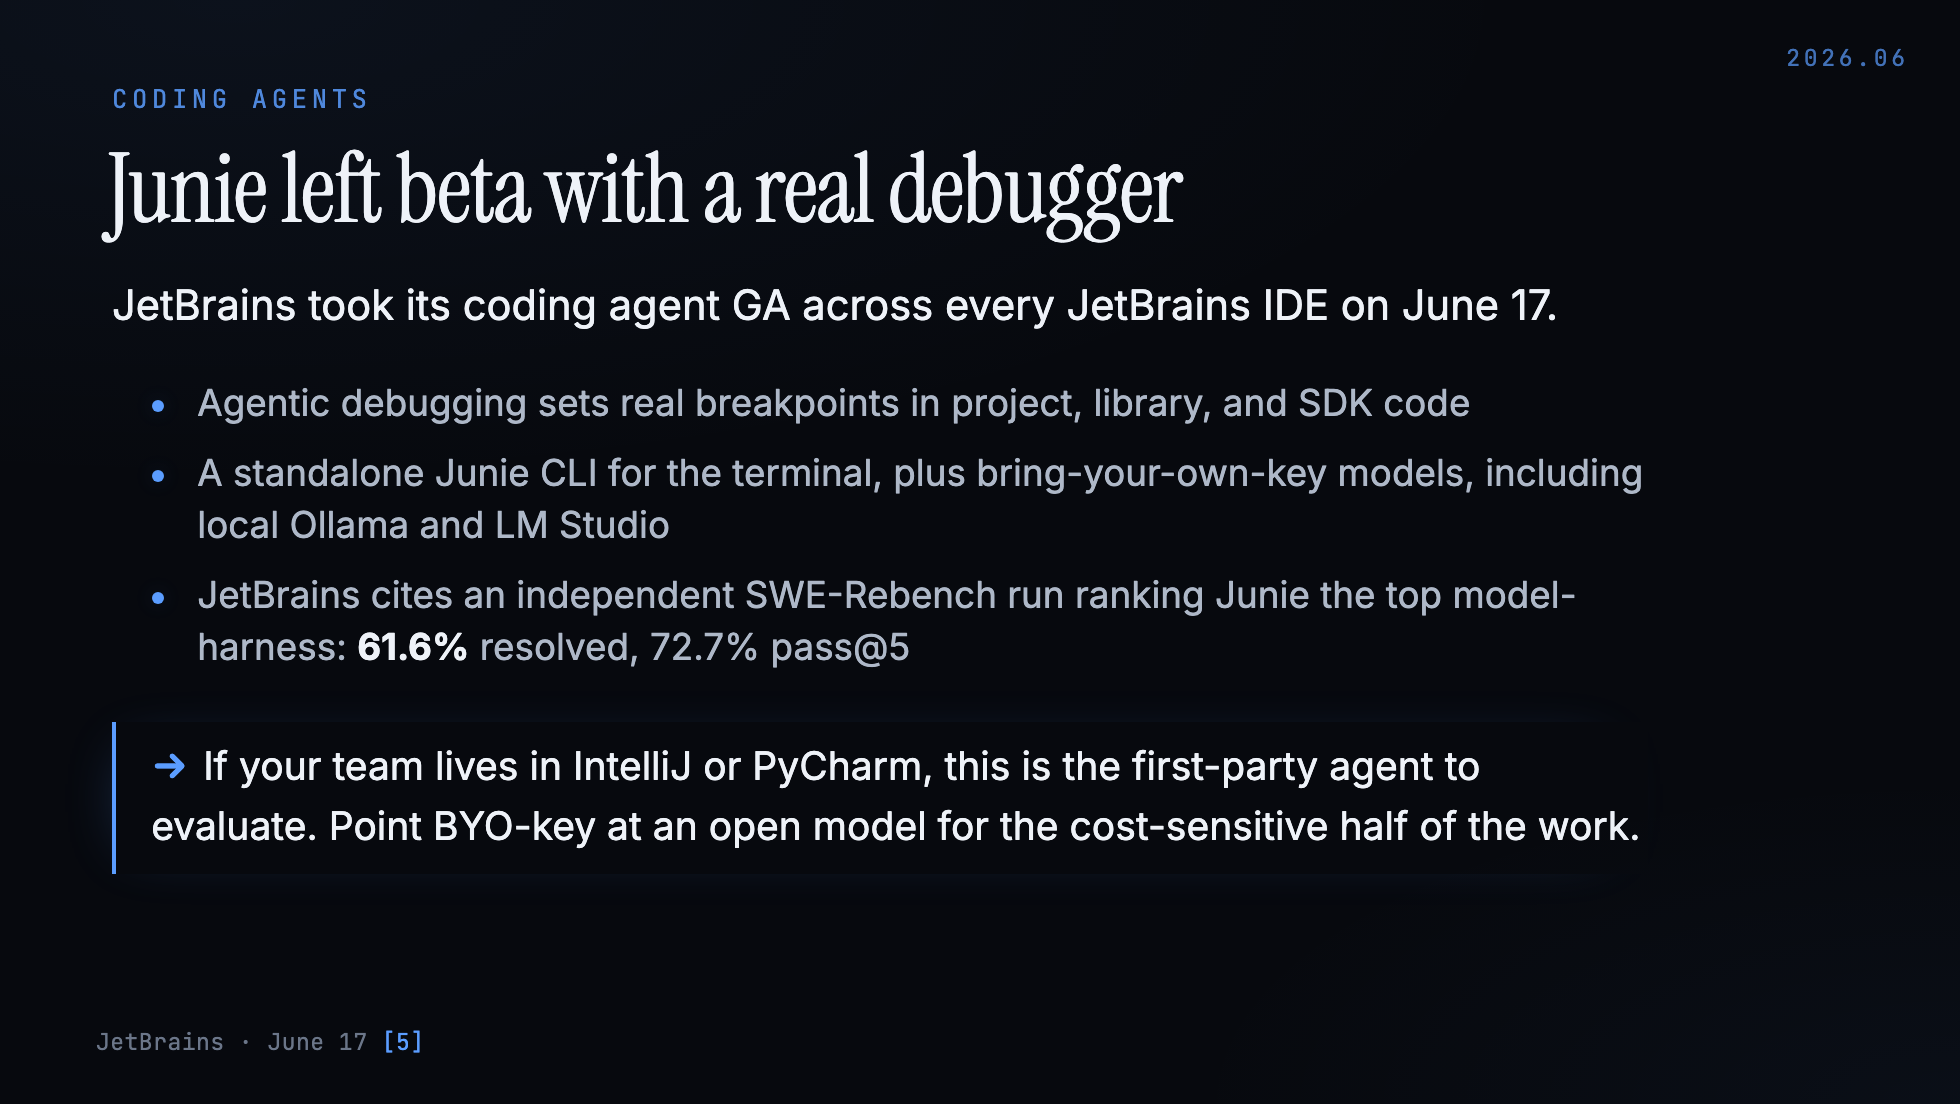 2026.06
CODING AGENTS
Junie left beta with a real debugger
JetBrains took its coding agent GA across every JetBrains IDE on June 17.
• Agentic debugging sets real breakpoints in project, library, and SDK code
• A standalone Junie CLI for the terminal, plus bring-your-own-key models, including
local Ollama and LM Studio
• JetBrains cites an independent SWE-Rebench run ranking Junie the top model-
harness: 61.6% resolved, 72.7% pass@5
→ If your team lives in IntelliJ or PyCharm, this is the first-party agent to
evaluate. Point BYO-key at an open model for the cost-sensitive half of the work.
JetBrains · June 17 [5]